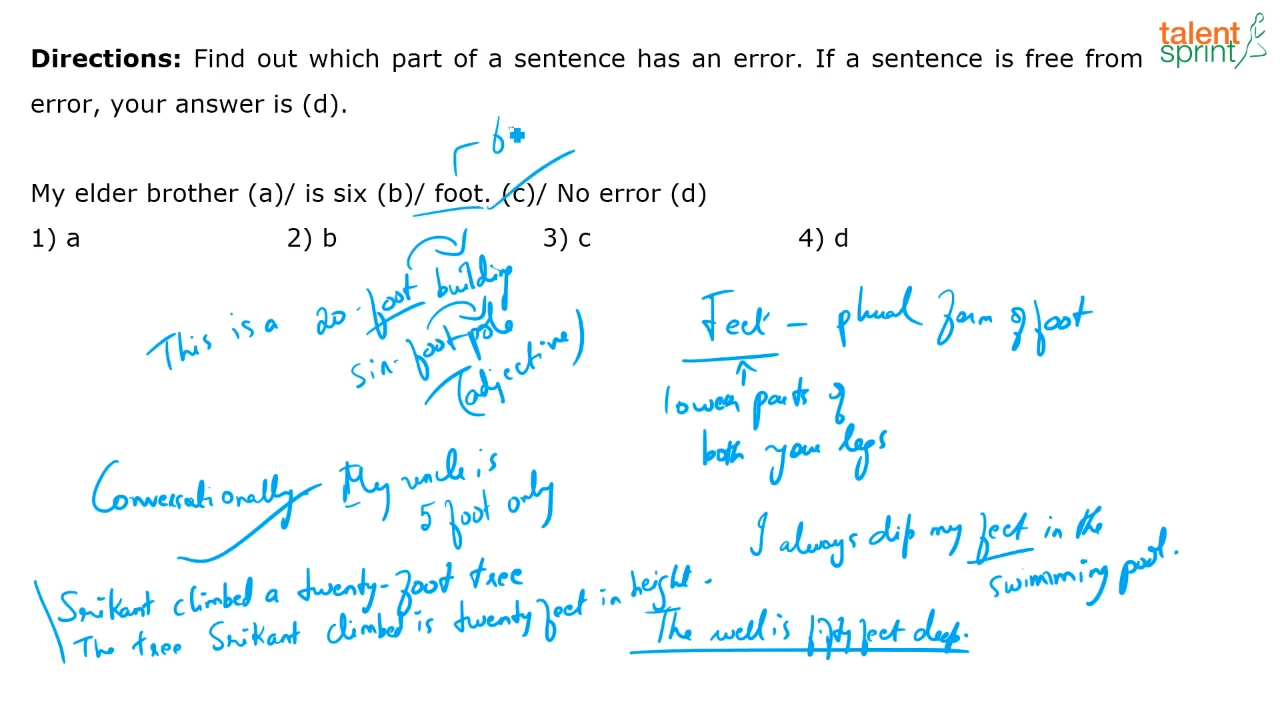 talent
sprint
Directions: Find out which part of a sentence has an error. If a sentence is free from
error, your answer is (d).
6
My elder brother (a)/ is six (b)/ foot. (c)/ No error (d)
1) a 2) b 3) c 4) d
This is a 20-foot building
six-foot pole
(adjective)
Feet – plural form of foot
lower parts of
both your legs
Conversationally - My uncle is
5 foot only
I always dip my feet in the
swimming pool.
Srikant climbed a twenty-foot tree
The tree Srikant climbed is twenty feet in height.
The well is fifty feet deep.